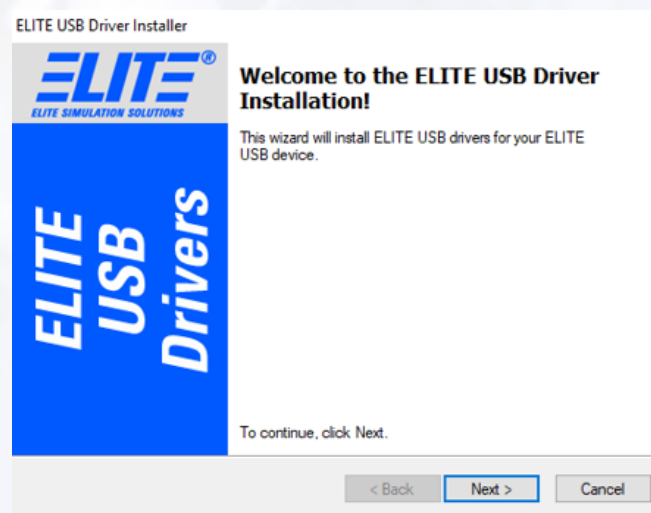 ELITE USB Driver Installer
ELITE®
ELITE SIMULATION SOLUTIONS
ELITE
USB
Drivers
Welcome to the ELITE USB Driver
Installation!
This wizard will install ELITE USB drivers for your ELITE
USB device.
To continue, click Next.
< Back Next > Cancel